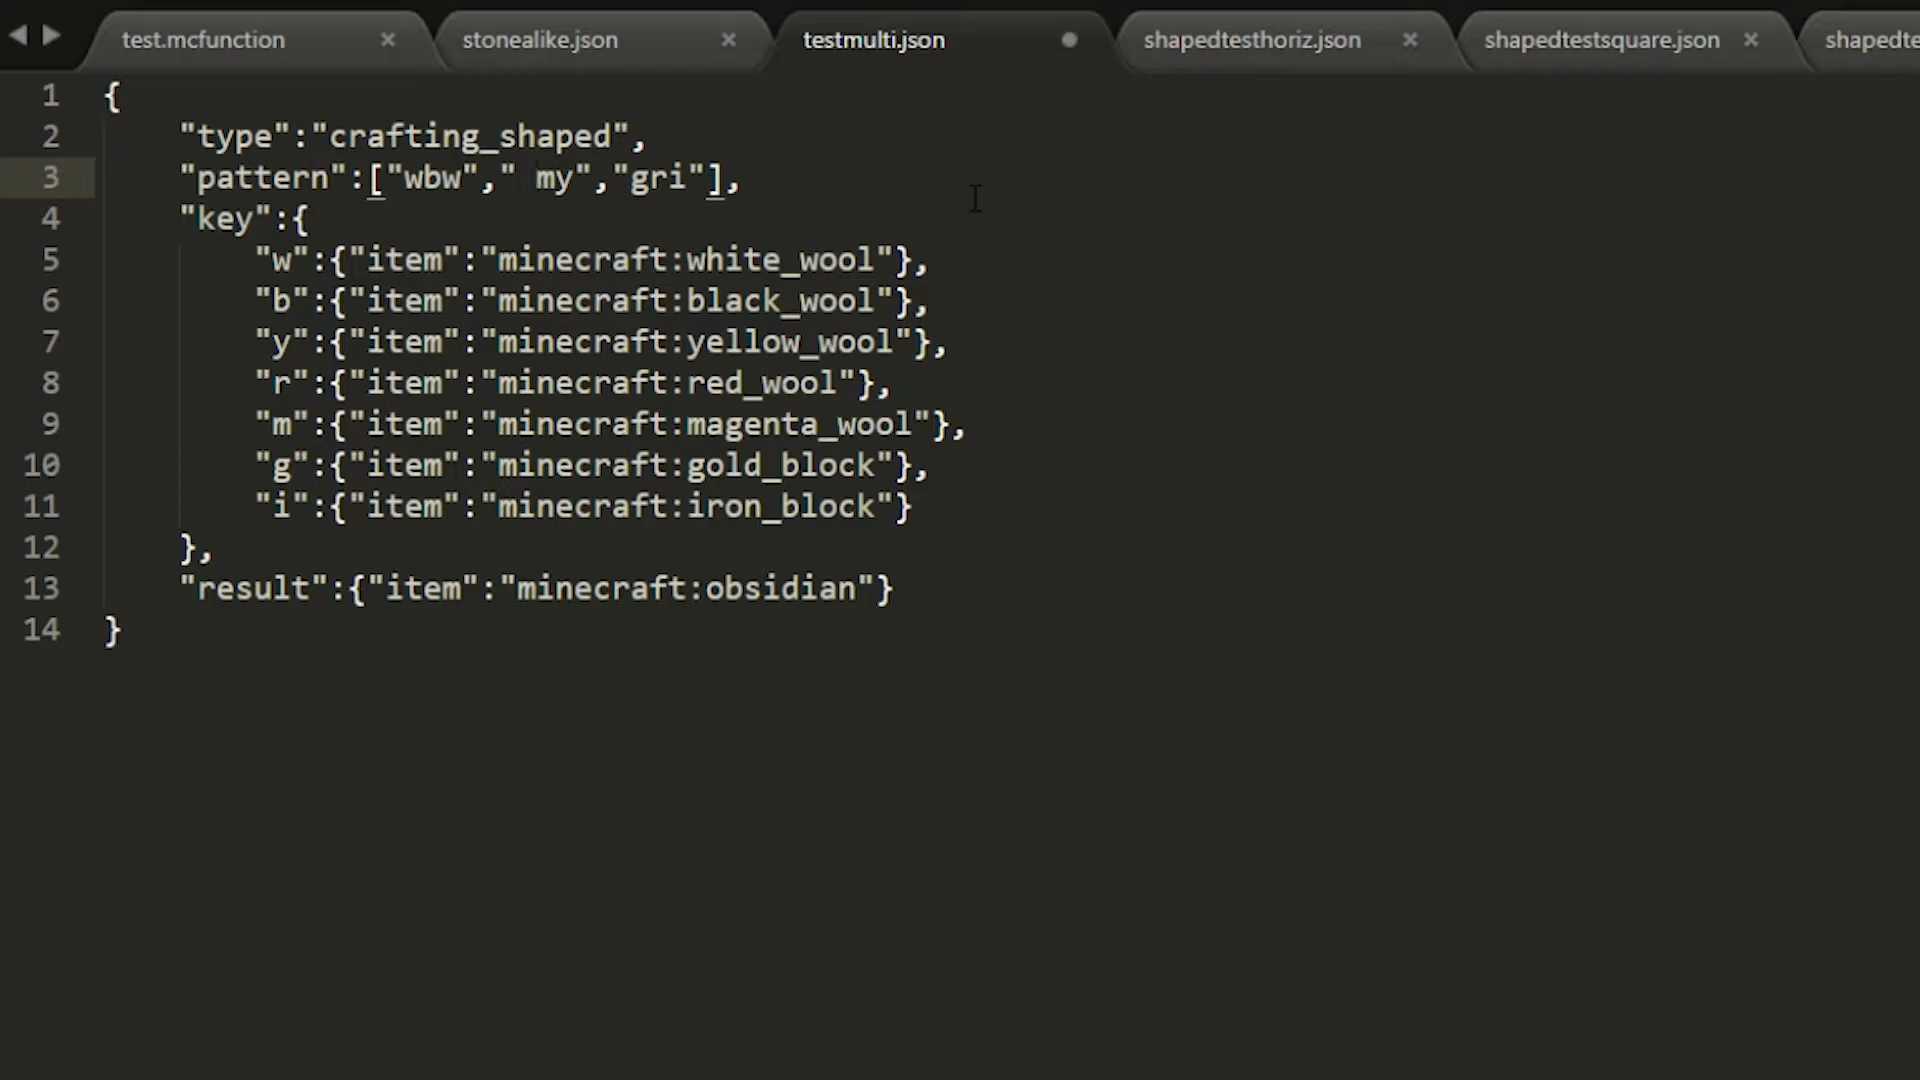 test.mcfunction × stonealike.json × testmulti.json shapedtesthoriz.json × shapedtestsquare.json × shapedte
1 {
2 "type":"crafting_shaped",
3 "pattern":["wbw"," my","gri"],
4 "key":{
5 "w":{"item":"minecraft:white_wool"},
6 "b":{"item":"minecraft:black_wool"},
7 "y":{"item":"minecraft:yellow_wool"},
8 "r":{"item":"minecraft:red_wool"},
9 "m":{"item":"minecraft:magenta_wool"},
10 "g":{"item":"minecraft:gold_block"},
11 "i":{"item":"minecraft:iron_block"}
12 },
13 "result":{"item":"minecraft:obsidian"}
14 }